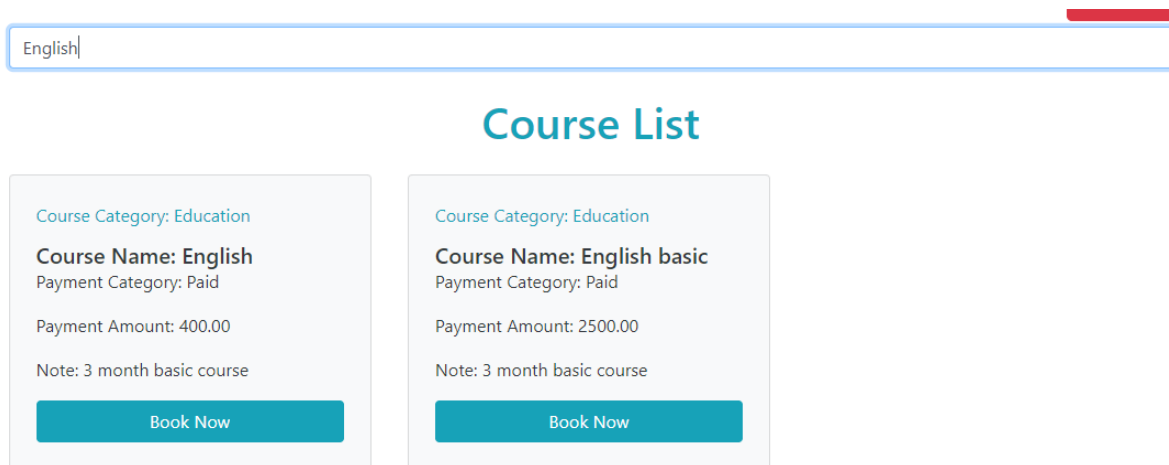 English
Course List
Course Category: Education
Course Name: English
Payment Category: Paid
Payment Amount: 400.00
Note: 3 month basic course
Book Now
Course Category: Education
Course Name: English basic
Payment Category: Paid
Payment Amount: 2500.00
Note: 3 month basic course
Book Now